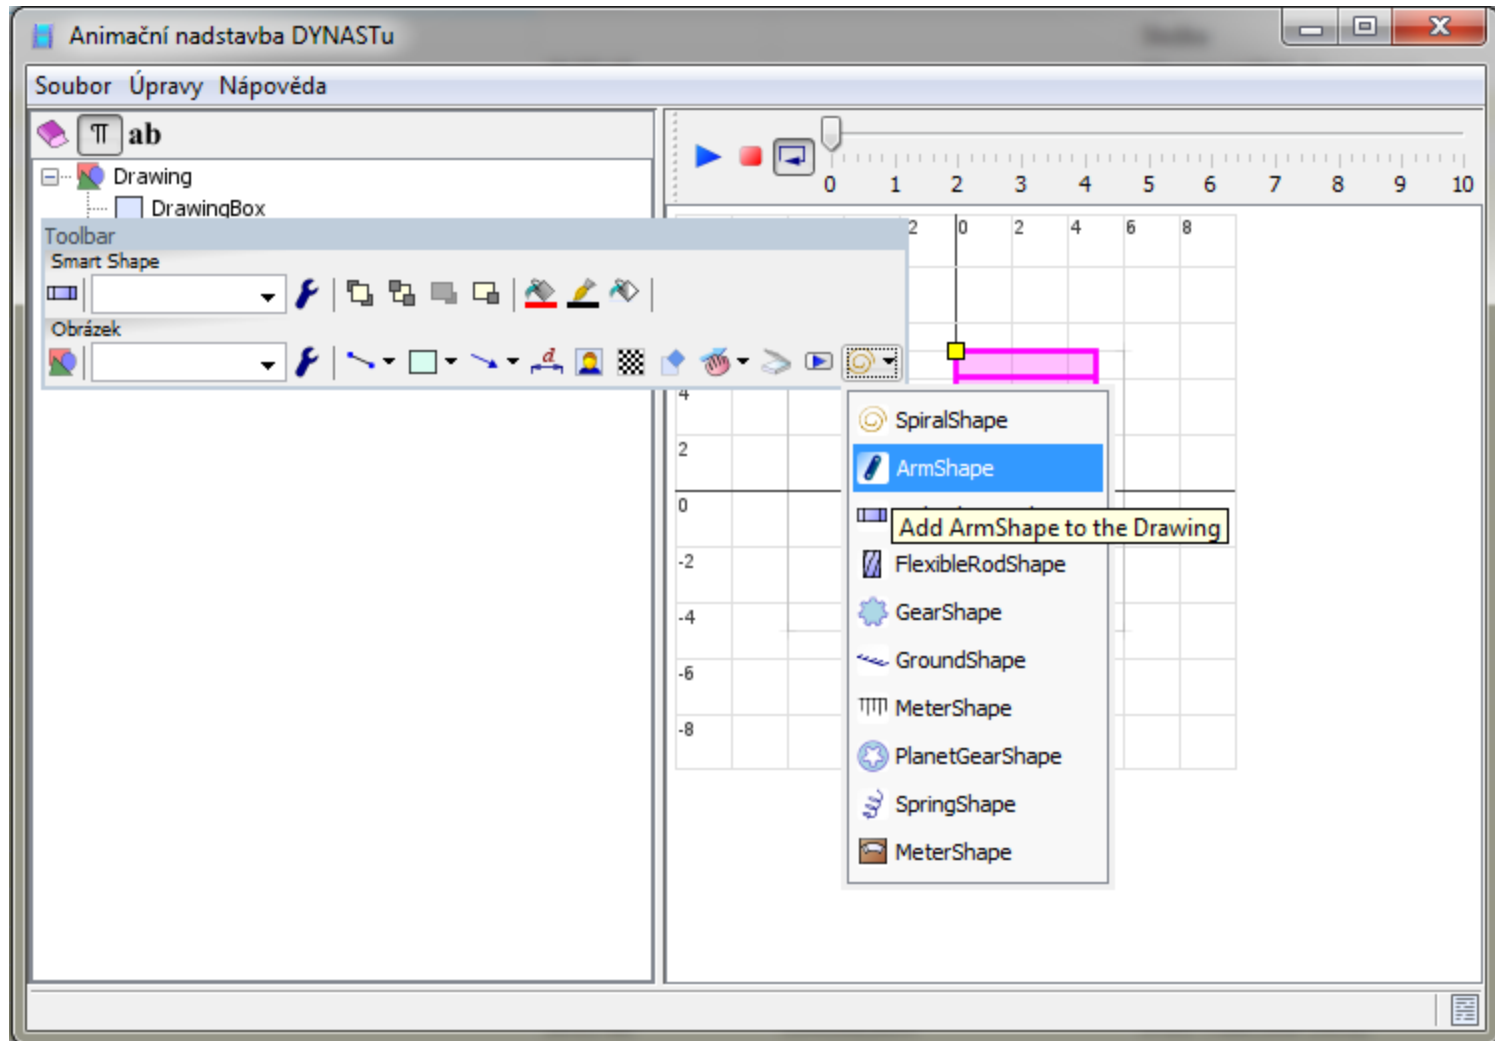 Animační nadstavba DYNASTu
Soubor Úpravy Nápověda
ab
Drawing
DrawingBox
0 1 2 3 4 5 6 7 8 9 10
Toolbar
Smart Shape
Obrázek
2 0 2 4 6 8
4
2
0
-2
-4
-6
-8
SpiralShape
ArmShape
Add ArmShape to the Drawing
FlexibleRodShape
GearShape
GroundShape
MeterShape
PlanetGearShape
SpringShape
MeterShape